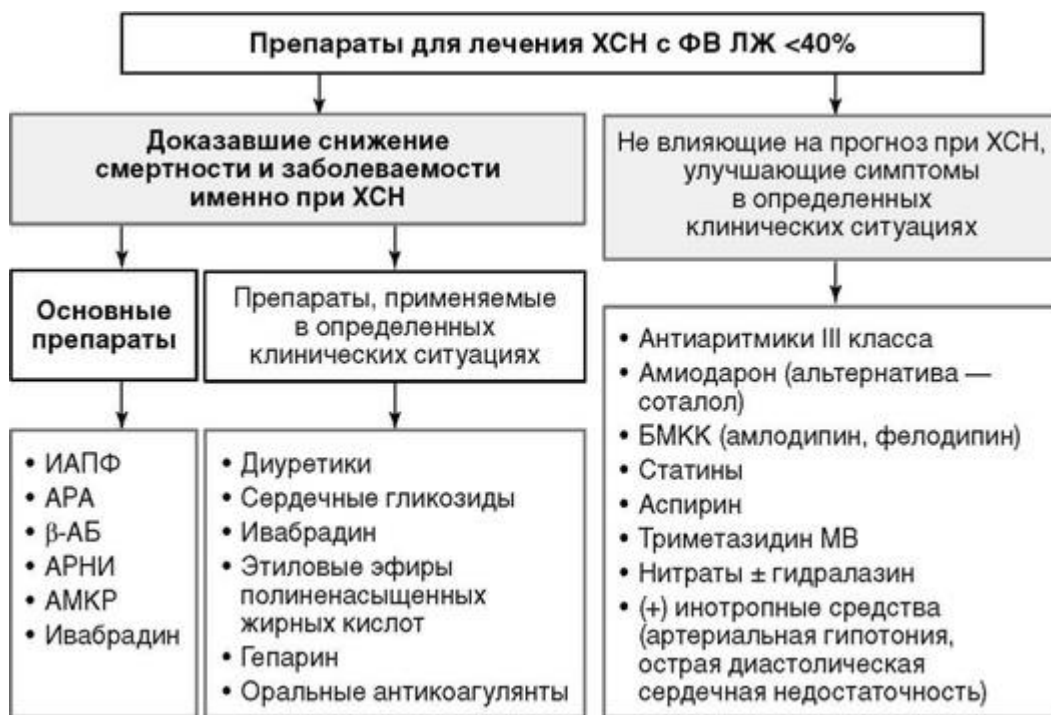 Препараты для лечения ХСН с ФВ ЛЖ <40%
Доказавшие снижение
смертности и заболеваемости
именно при ХСН
Не влияющие на прогноз при ХСН,
улучшающие симптомы
в определенных
клинических ситуациях
Основные
препараты
Препараты, применяемые
в определенных
клинических ситуациях
• ИАПФ
• АРА
• β-АБ
• АРНИ
• АМКР
• Ивабрадин
• Диуретики
• Сердечные гликозиды
• Ивабрадин
• Этиловые эфиры
полиненасыщенных
жирных кислот
• Гепарин
• Оральные антикоагулянты
• Антиаритмики III класса
• Амиодарон (альтернатива —
соталол)
• БМКК (амлодипин, фелодипин)
• Статины
• Аспирин
• Триметазидин МВ
• Нитраты ± гидралазин
• (+) инотропные средства
(артериальная гипотония,
острая диастолическая
сердечная недостаточность)